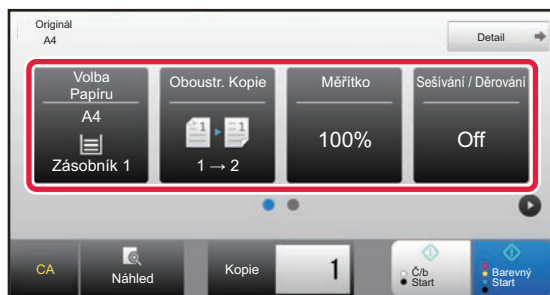 Originál
A4
Detail
Volba
Papíru
A4
Zásobník 1
Oboustr. Kopie
1 → 2
Měřítko
100%
Sešívání / Děrování
Off
CA
Náhled
Kopie
1
Č/b
Start
Barevný
Start